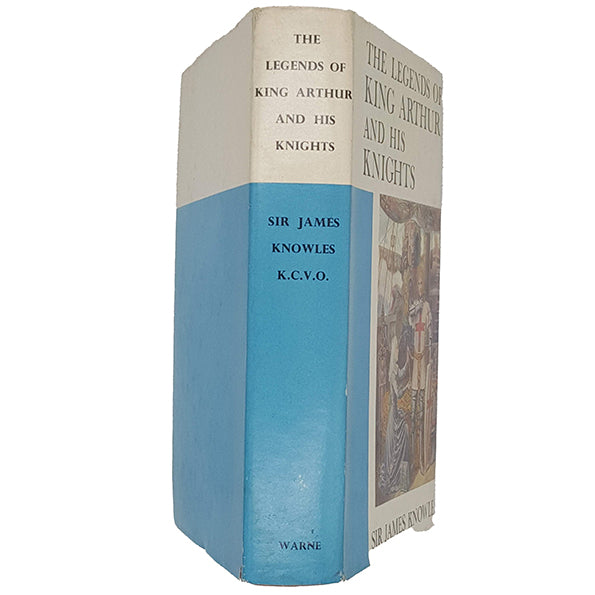 THE
LEGENDS OF
KING ARTHUR
AND HIS
KNIGHTS
SIR JAMES
KNOWLES
K.C.V.O.
WARNE
THE LEGENDS OF
KING ARTHUR
AND HIS
KNIGHTS
SIR JAMES KNOWLE